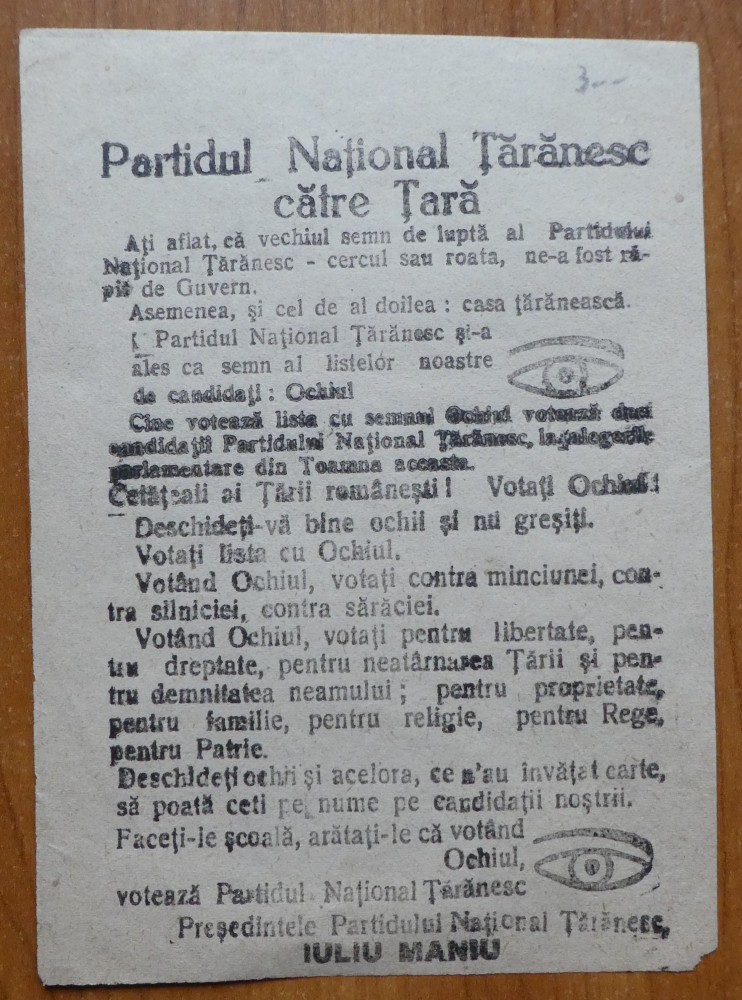 3--
Partidul Național Țărănesc
către Țară
Ați aflat, că vechiul semn de luptă al Partidului
Național Țărănesc - cercul sau roata, ne-a fost ră-
pit de Guvern.
Asemenea, și cel de al doilea : casa țărănească.
Partidul Național Țărănesc și-a
ales ca semn al listelor noastre
de candidați : Ochiul
Cine votează lista cu semnul Ochiul votează
candidații Partidului Național Țărănesc, la alegerile
parlamentare din Toamna aceasta.
Cetățeali ai Țării românești ! Votați Ochiul !
Deschideți-vă bine ochii și nu greșiți.
Votați lista cu Ochiul.
Votând Ochiul, votați contra minciunei, con-
tra silniciei, contra sărăciei.
Votând Ochiul, votați pentru libertate, pen-
tru dreptate, pentru neatârnarea Țării și pen-
tru demnitatea neamului ; pentru proprietate,
pentru familie, pentru religie, pentru Rege,
pentru Patrie.
Deschideți ochii și acelora, ce n'au învățat carte,
să poată ceti pe nume pe candidații noștrii.
Faceți-le școală, arătați-le că votând
Ochiul,
votează Partidul Național Țărănesc
Președintele Partidului Național Țărănesc,
IULIU MANIU